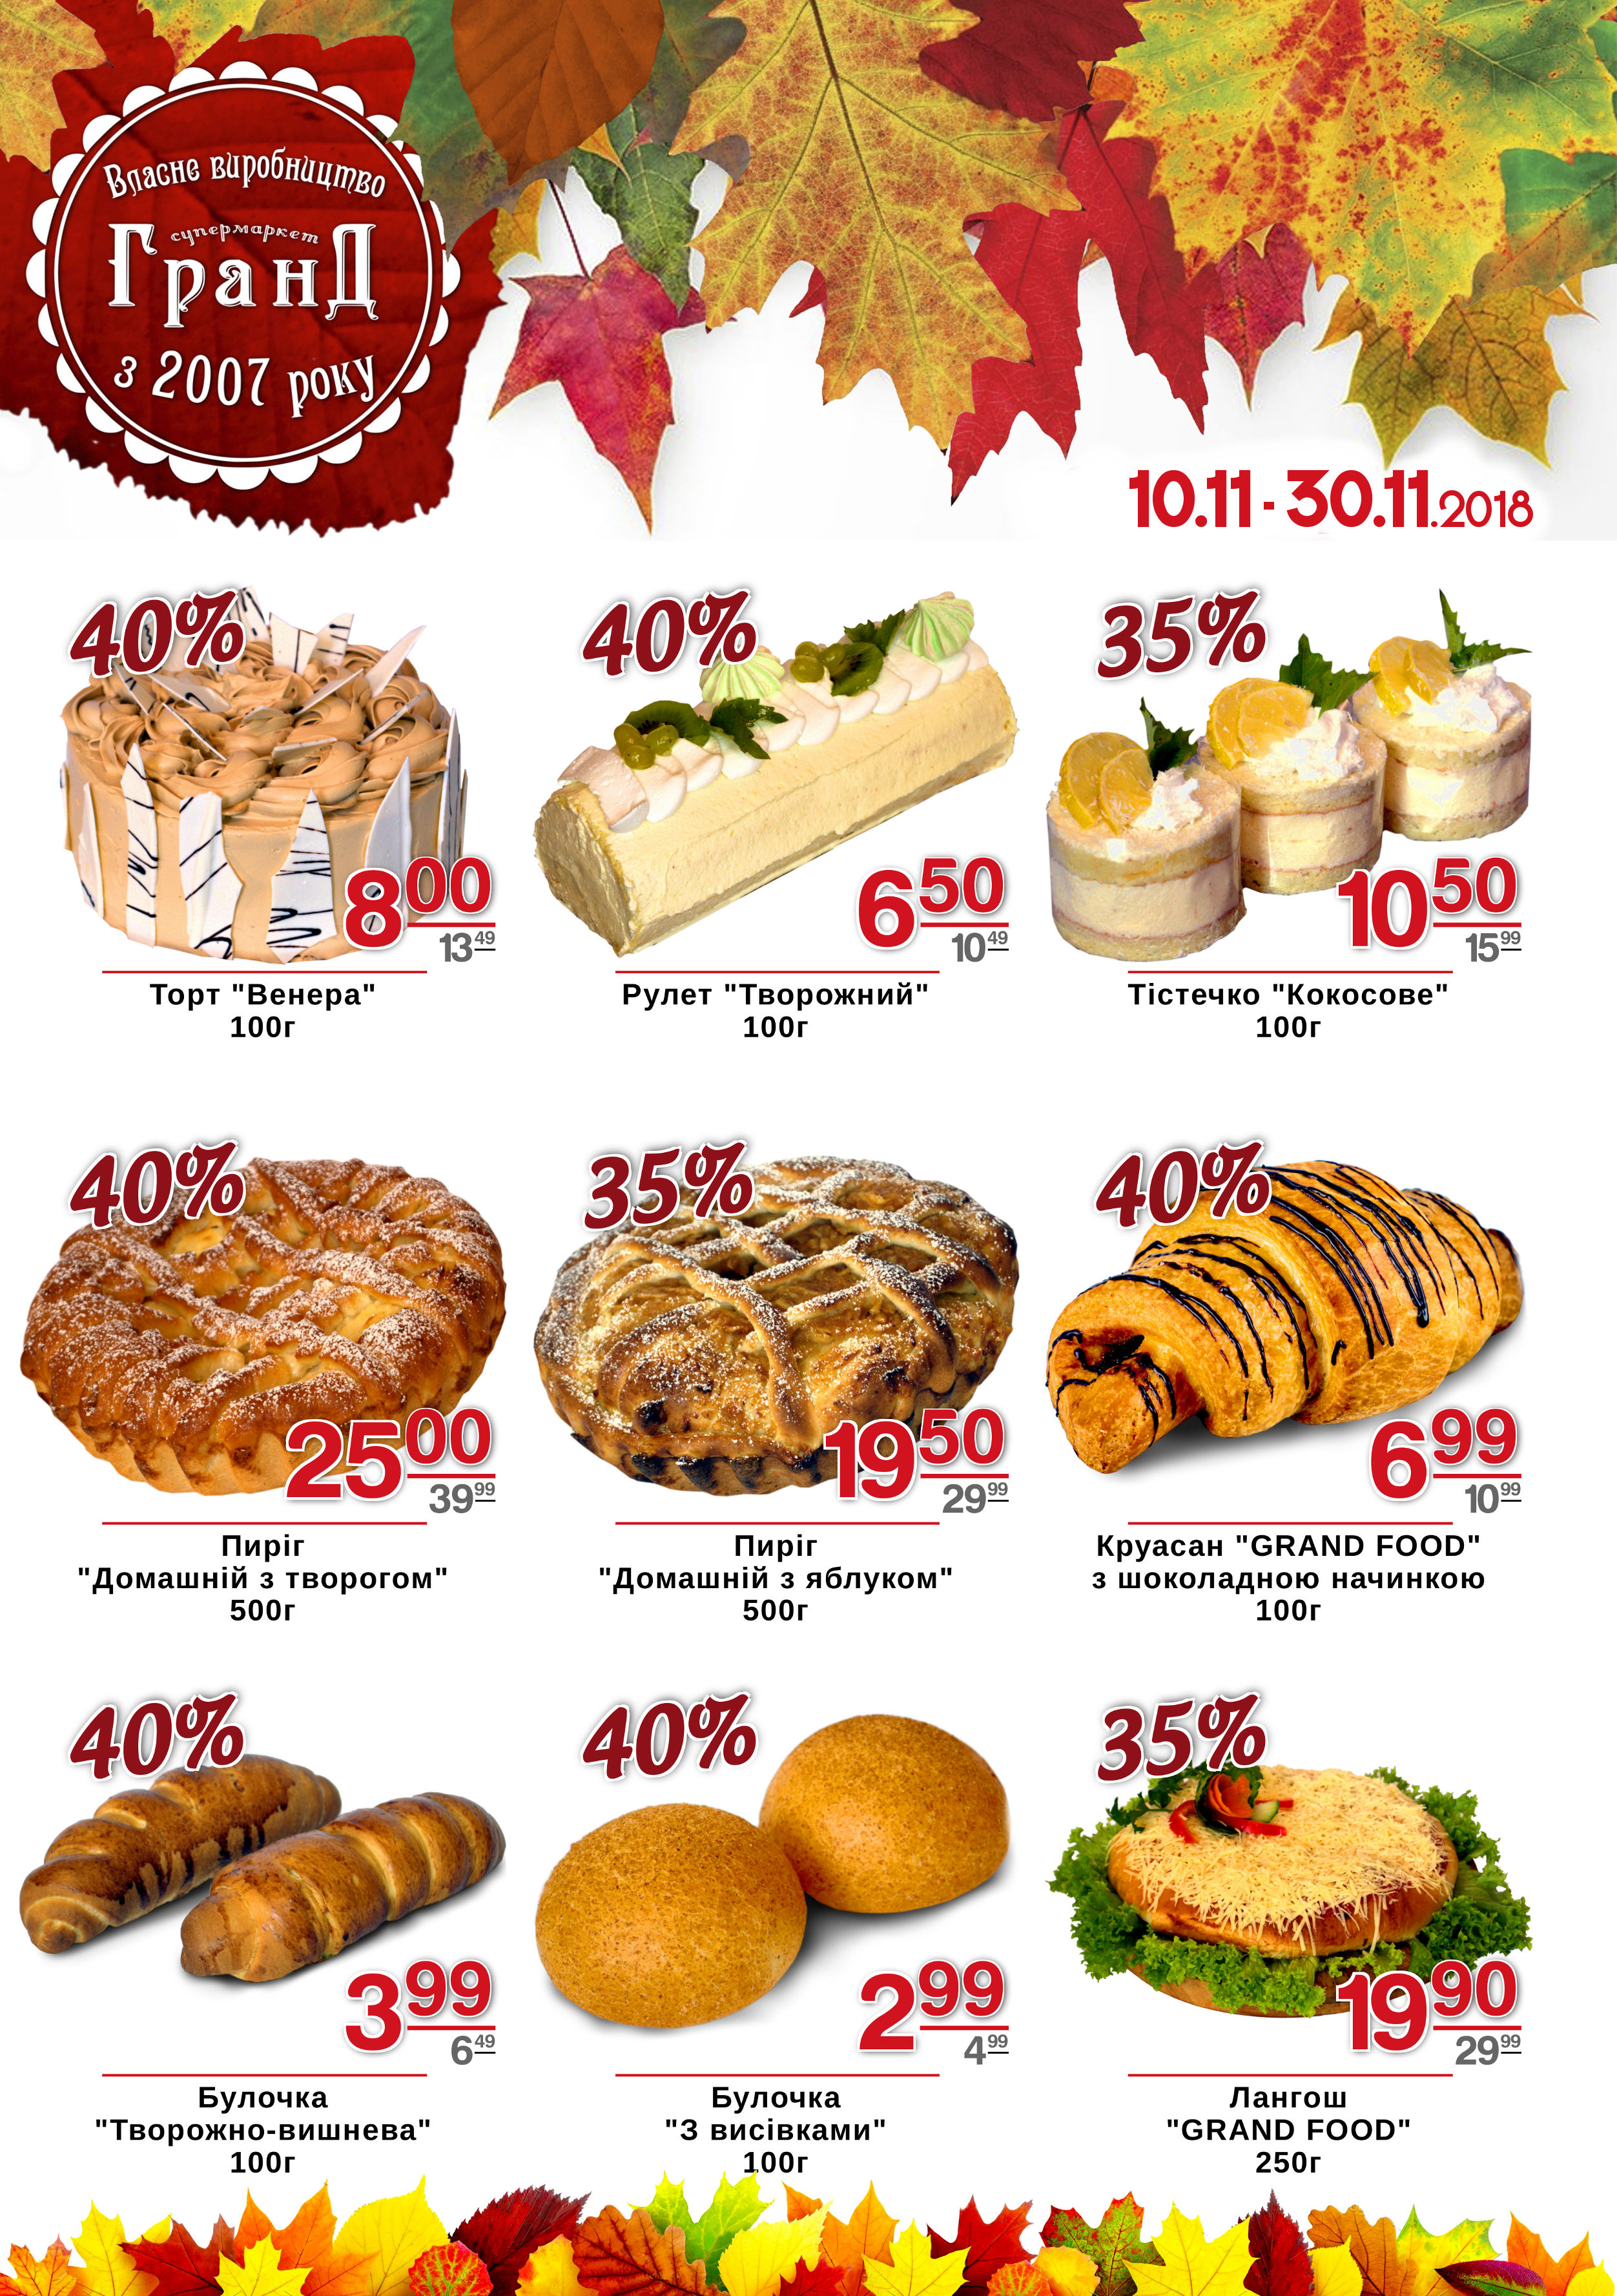 Власне виробництво
супермаркет
ГранД
з 2007 року
10.11 - 30.11.2018
40%
8 00
13 49
Торт "Венера"
100г
40%
6 50
10 49
Рулет "Творожний"
100г
35%
10 50
15 99
Тістечко "Кокосове"
100г
40%
25 00
39 99
Пиріг
"Домашній з творогом"
500г
35%
19 50
29 99
Пиріг
"Домашній з яблуком"
500г
40%
6 99
10 99
Круасан "GRAND FOOD"
з шоколадною начинкою
100г
40%
3 99
6 49
Булочка
"Творожно-вишнева"
100г
40%
2 99
4 99
Булочка
"З висівками"
100г
35%
19 90
29 99
Лангош
"GRAND FOOD"
250г